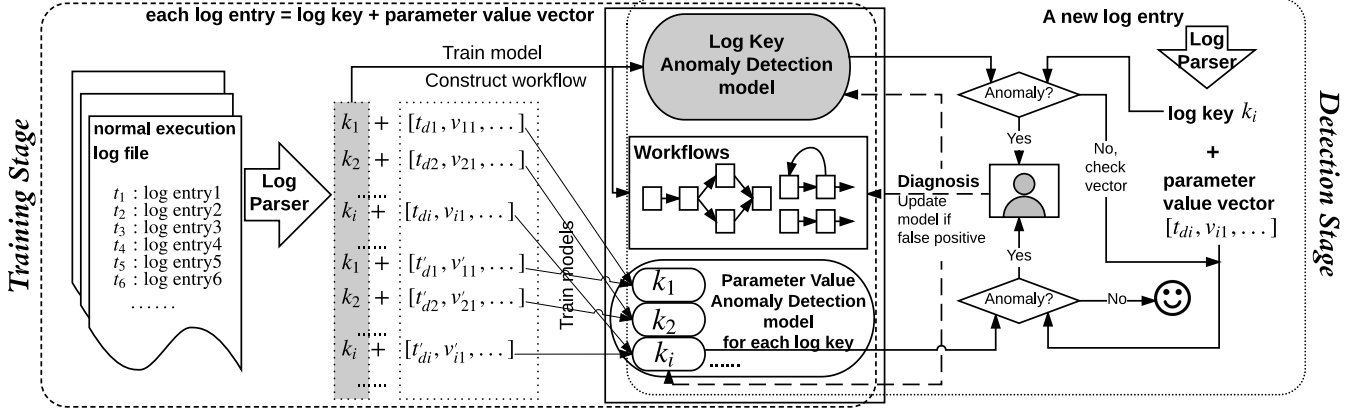 each log entry = log key + parameter value vector
Training Stage
normal execution
log file
t1 : log entry1
t2 : log entry2
t3 : log entry3
t4 : log entry4
t5 : log entry5
t6 : log entry6
......
Log
Parser
Train model
Construct workflow
k1 + [td1, v11, . . . ]
k2 + [td2, v21, . . . ]
......
ki + [tdi, vi1, . . . ]
......
k1 + [t′d1, v′11, . . . ]
k2 + [t′d2, v′21, . . . ]
......
ki + [t′di, v′i1, . . . ]
......
Train models
Log Key
Anomaly Detection
model
Workflows
k1
k2
ki
......
Parameter Value
Anomaly Detection
model
for each log key
Diagnosis
Update
model if
false positive
Anomaly?
Yes
No,
check
vector
Yes
Anomaly?
No
A new log entry
Log
Parser
log key ki
+
parameter
value vector
[tdi, vi1, . . . ]
Detection Stage